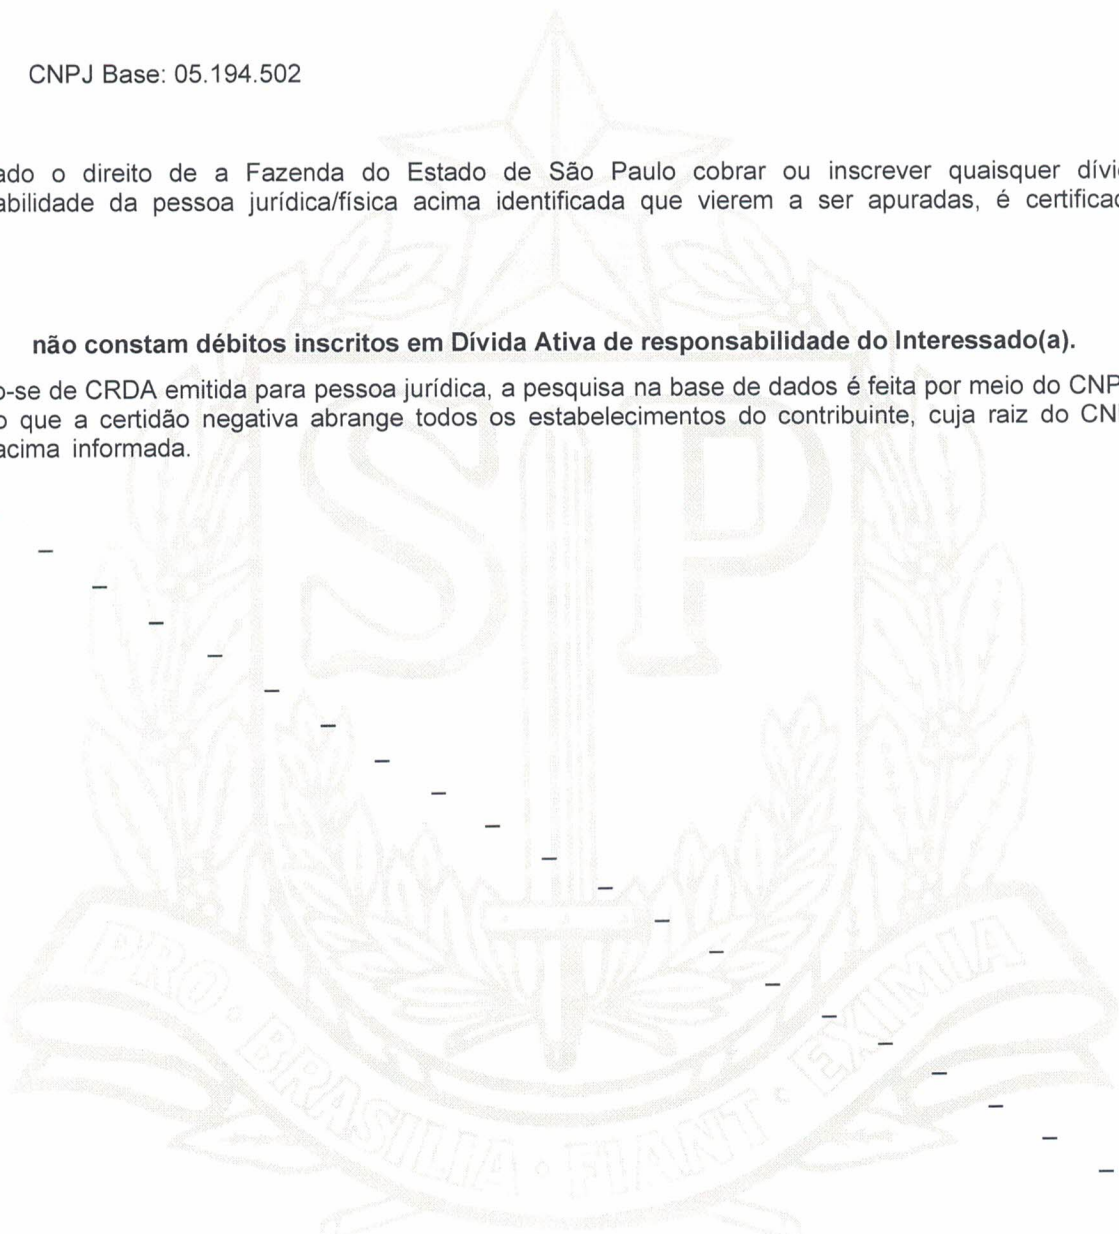 CNPJ Base: 05.194.502
ado o direito de a Fazenda do Estado de São Paulo cobrar ou inscrever quaisquer dívi
abilidade da pessoa jurídica/física acima identificada que vierem a ser apuradas, é certificad
não constam débitos inscritos em Dívida Ativa de responsabilidade do Interessado(a).
o-se de CRDA emitida para pessoa jurídica, a pesquisa na base de dados é feita por meio do CNP
o que a certidão negativa abrange todos os estabelecimentos do contribuinte, cuja raiz do CN
acima informada.
SP
PRO • BRASILIA • FIANT • EXIMIA